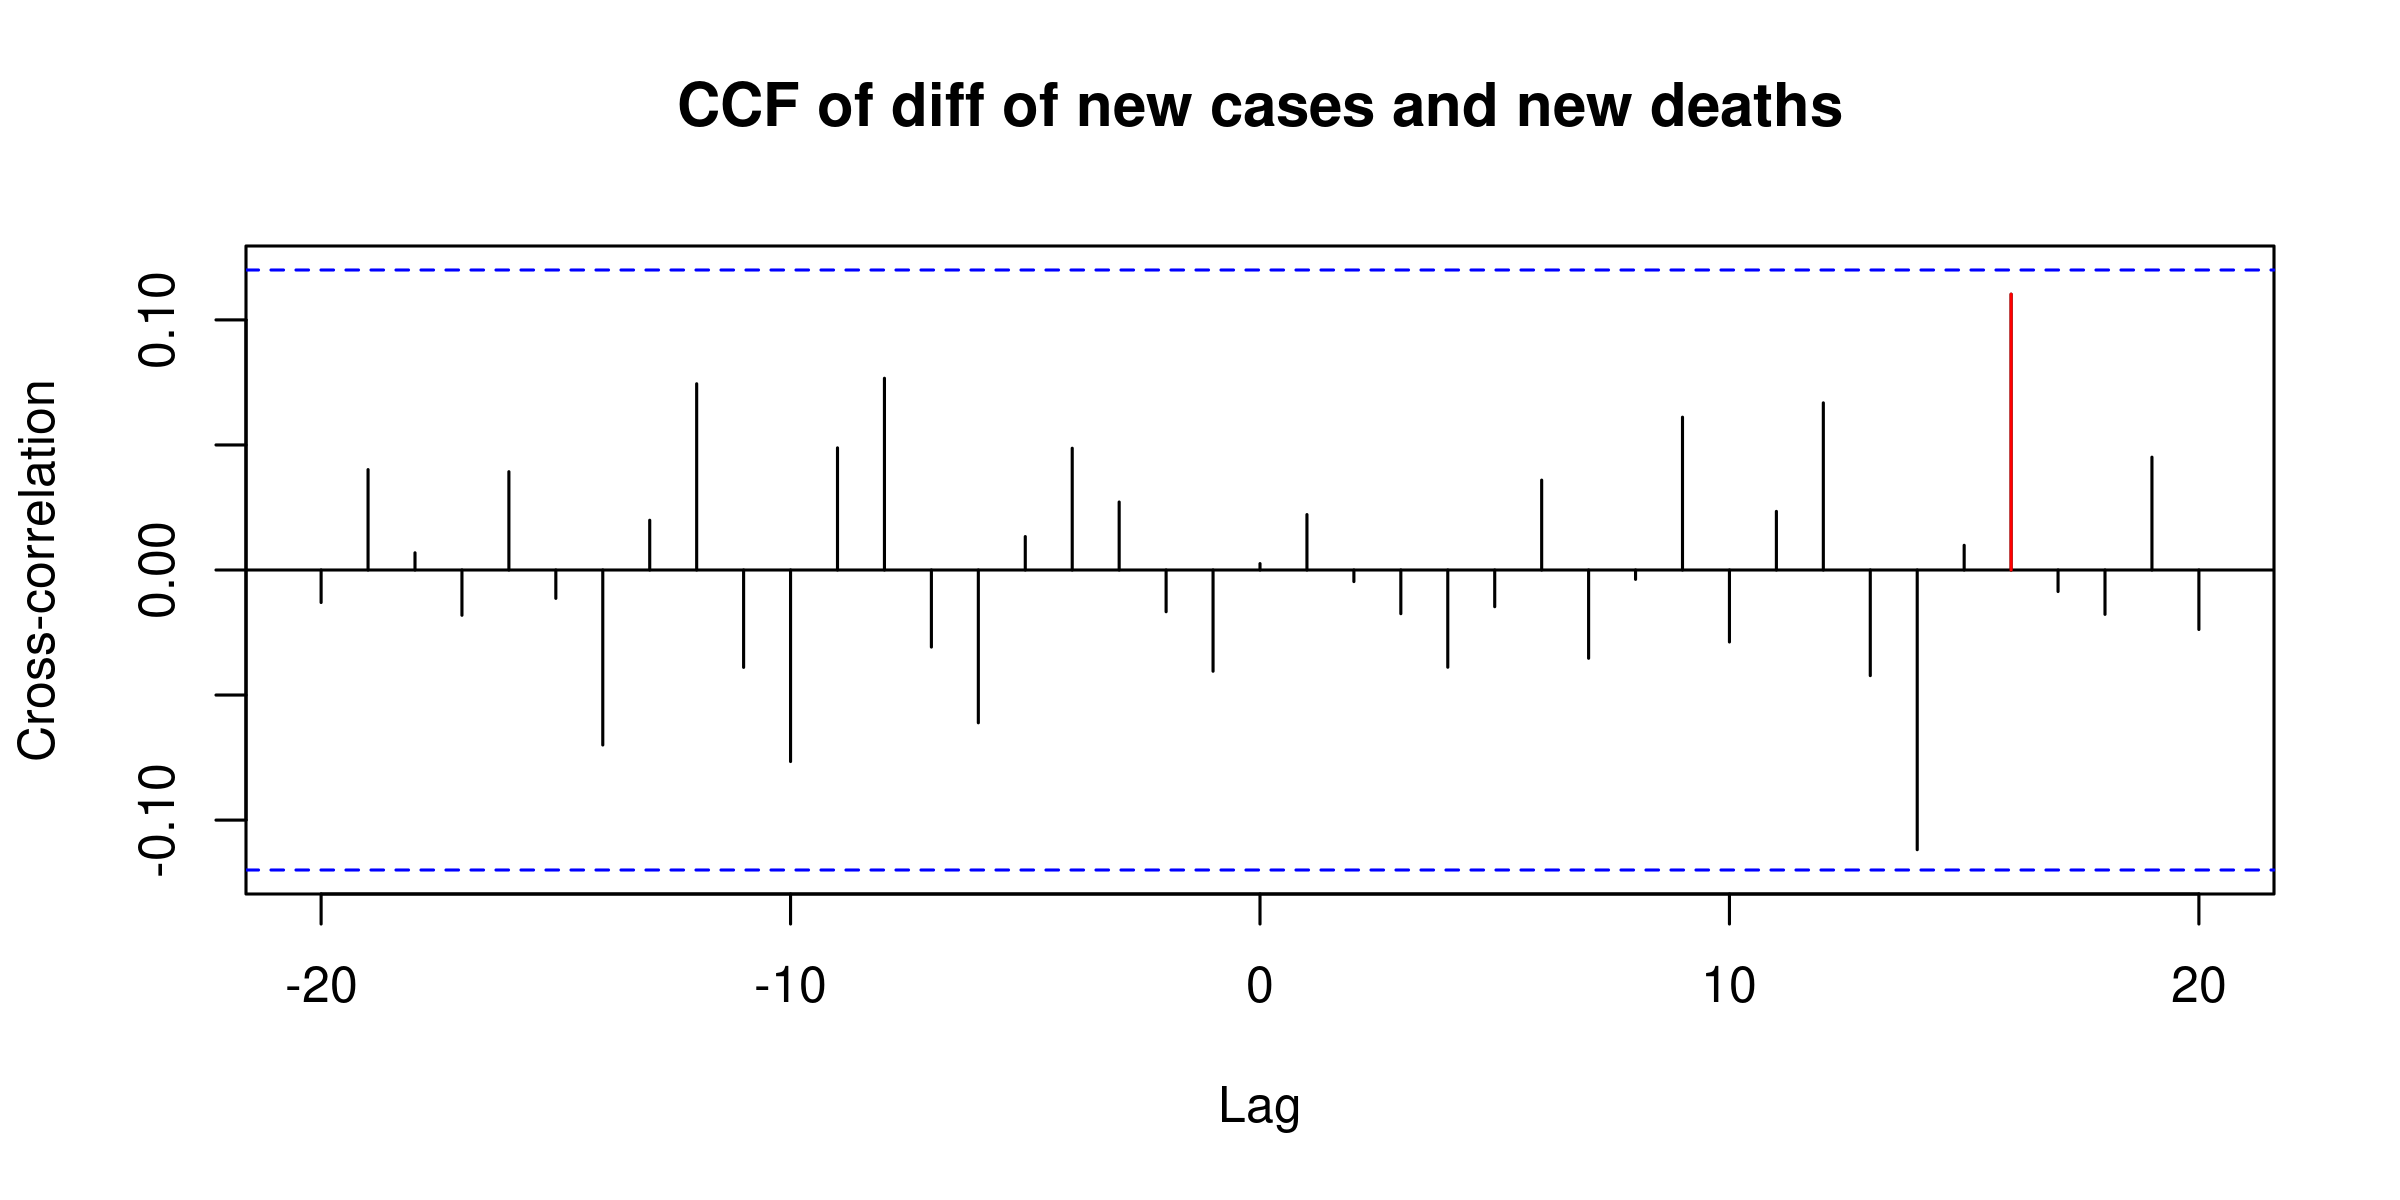 CCF of diff of new cases and new deaths
Cross-correlation
0.10
0.00
-0.10
-20 -10 0 10 20
Lag